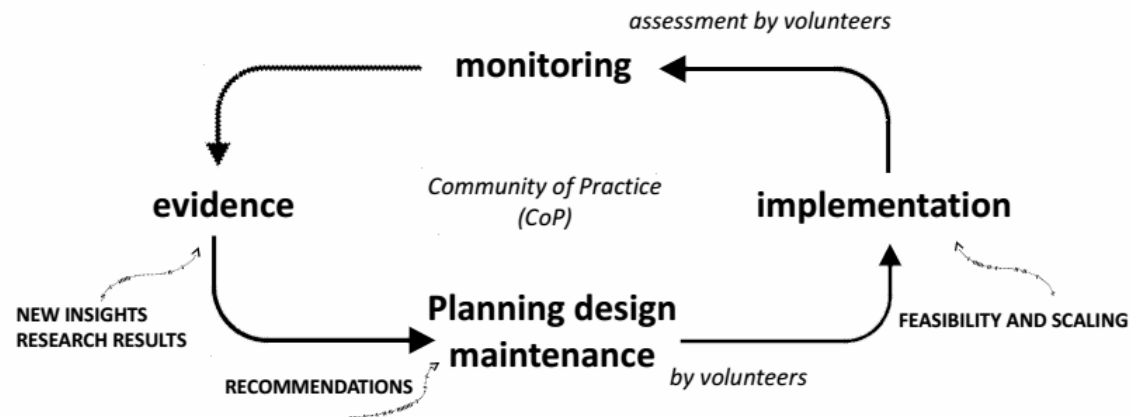 assessment by volunteers
monitoring
evidence
Community of Practice
(CoP)
implementation
NEW INSIGHTS
RESEARCH RESULTS
Planning design
maintenance
by volunteers
FEASIBILITY AND SCALING
RECOMMENDATIONS